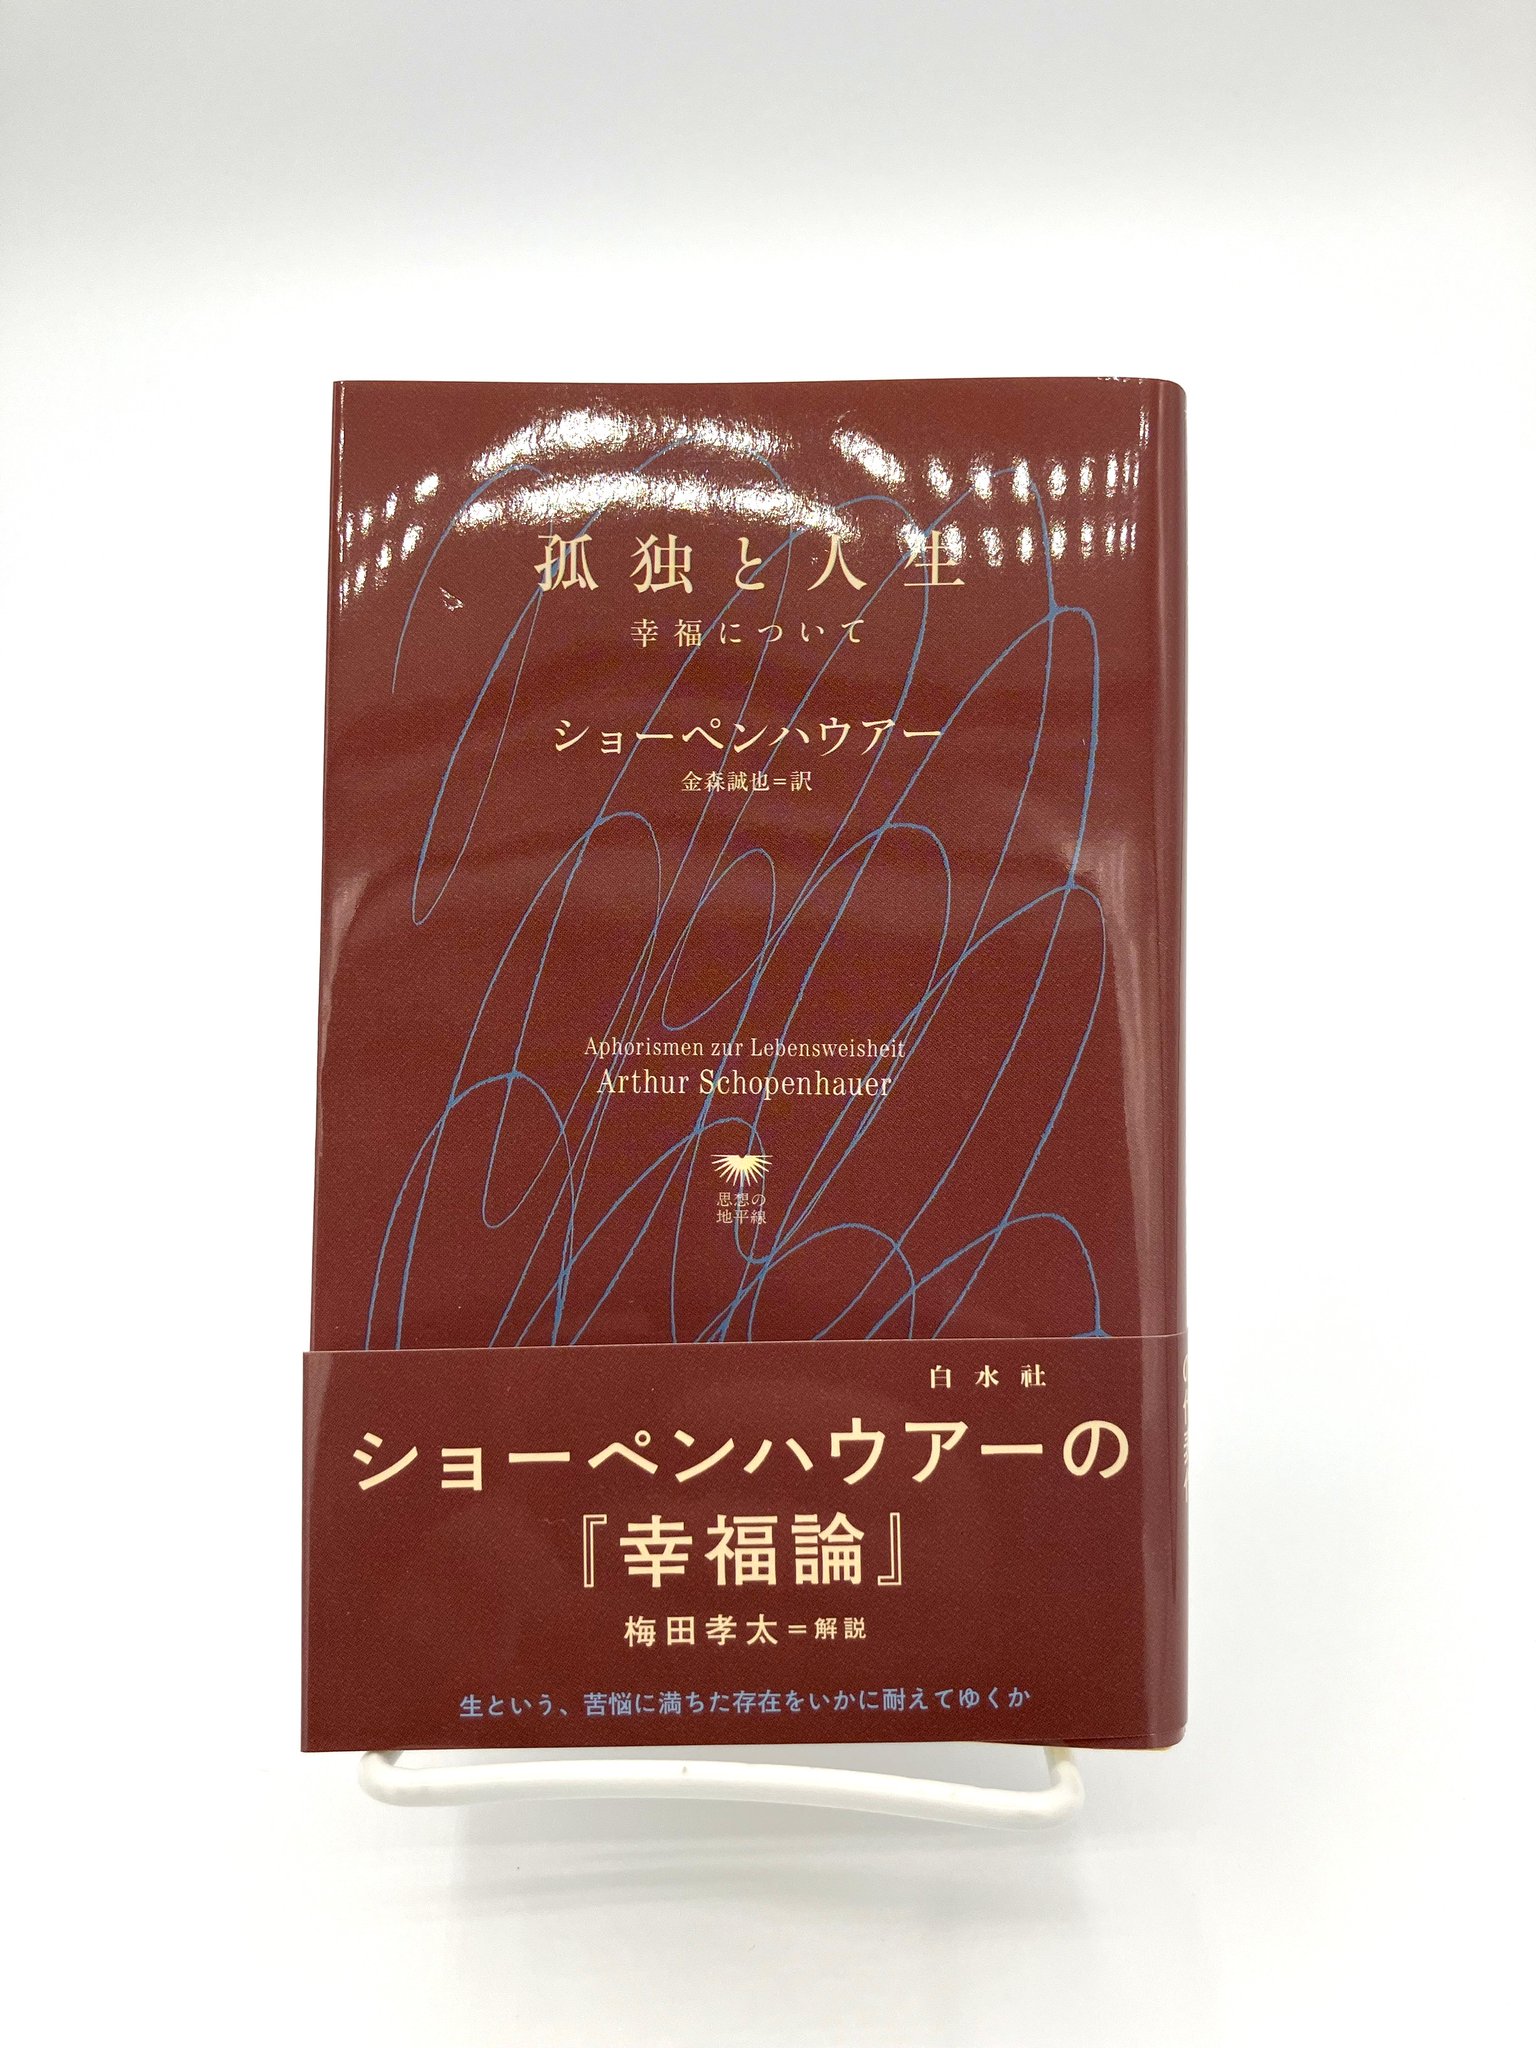 孤独と人生
幸福について
ショーペンハウアー
金森誠也=訳
Aphorismen zur Lebensweisheit
Arthur Schopenhauer
思想の
地平線
白水社
ショーペンハウアーの
『幸福論』
梅田孝太=解説
生という、苦悩に満ちた存在をいかに耐えてゆくか